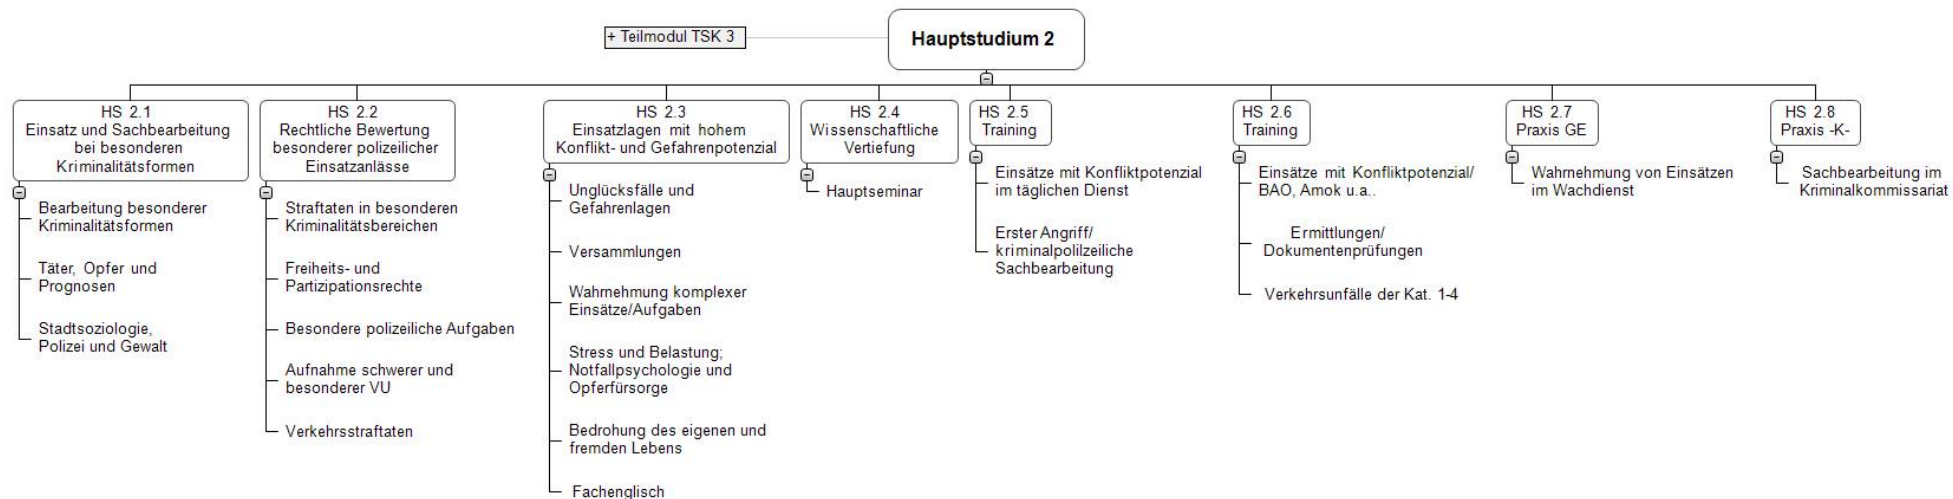 + Teilmodul TSK 3
Hauptstudium 2
HS 2.1
Einsatz und Sachbearbeitung
bei besonderen
Kriminalitätsformen
Bearbeitung besonderer
Kriminalitätsformen
Täter, Opfer und
Prognosen
Stadtsoziologie,
Polizei und Gewalt
HS 2.2
Rechtliche Bewertung
besonderer polizeilicher
Einsatzanlässe
Straftaten in besonderen
Kriminalitätsbereichen
Freiheits- und
Partizipationsrechte
Besondere polizeiliche Aufgaben
Aufnahme schwerer und
besonderer VU
Verkehrsstraftaten
HS 2.3
Einsatzlagen mit hohem
Konflikt- und Gefahrenpotenzial
Unglücksfälle und
Gefahrenlagen
Versammlungen
Wahrnehmung komplexer
Einsätze/Aufgaben
Stress und Belastung;
Notfallpsychologie und
Opferfürsorge
Bedrohung des eigenen und
fremden Lebens
Fachenglisch
HS 2.4
Wissenschaftliche
Vertiefung
Hauptseminar
HS 2.5
Training
Einsätze mit Konfliktpotenzial
im täglichen Dienst
Erster Angriff/
kriminalpolilzeiliche
Sachbearbeitung
HS 2.6
Training
Einsätze mit Konfliktpotenzial/
BAO, Amok u.a..
Ermittlungen/
Dokumentenprüfungen
Verkehrsunfälle der Kat. 1-4
HS 2.7
Praxis GE
Wahrnehmung von Einsätzen
im Wachdienst
HS 2.8
Praxis -K-
Sachbearbeitung im
Kriminalkommissariat